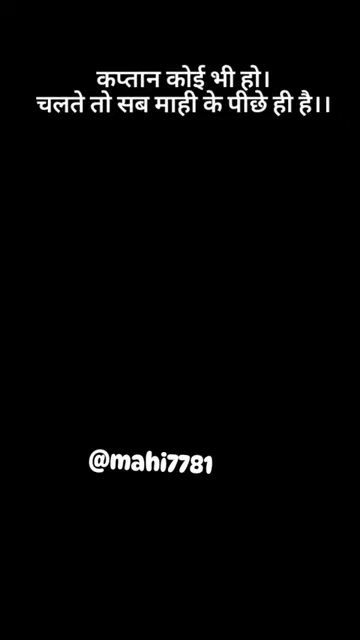 कप्तान कोई भी हो।
चलते तो सब माही के पीछे ही है।।
@mahi7781